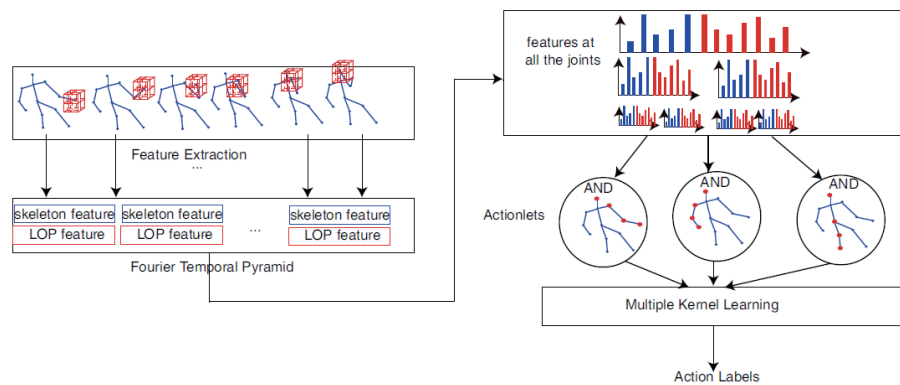 Feature Extraction
...
skeleton feature
LOP feature
skeleton feature
LOP feature
...
skeleton feature
LOP feature
Fourier Temporal Pyramid
features at
all the joints
Actionlets
AND
AND
AND
Multiple Kernel Learning
Action Labels